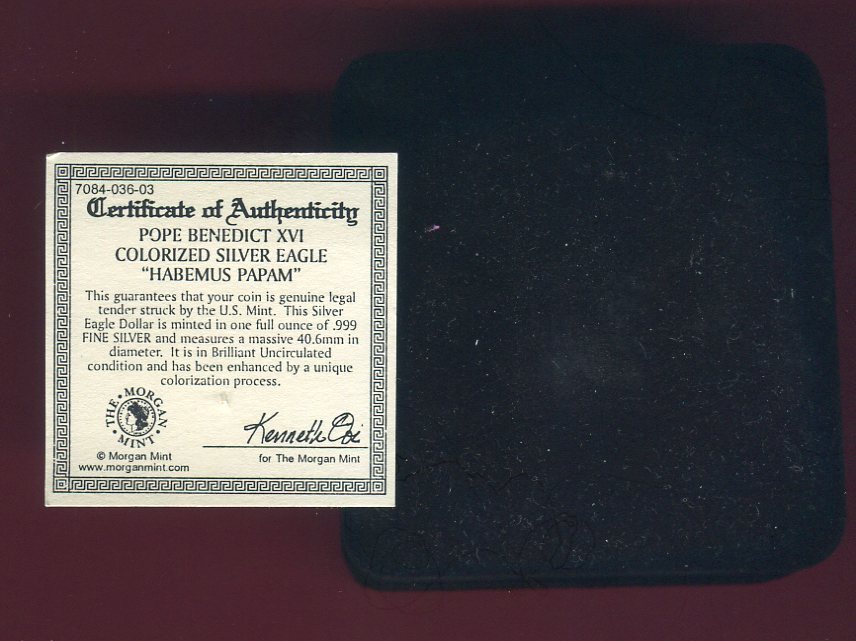 7084-036-03
Certificate of Authenticity
POPE BENEDICT XVI
COLORIZED SILVER EAGLE
“HABEMUS PAPAM”
This guarantees that your coin is genuine legal
tender struck by the U.S. Mint. This Silver
Eagle Dollar is minted in one full ounce of .999
FINE SILVER and measures a massive 40.6mm in
diameter. It is in Brilliant Uncirculated
condition and has been enhanced by a unique
colorization process.
THE • MORGAN
MINT •
Kenneth
© Morgan Mint
www.morganmint.com
for The Morgan Mint